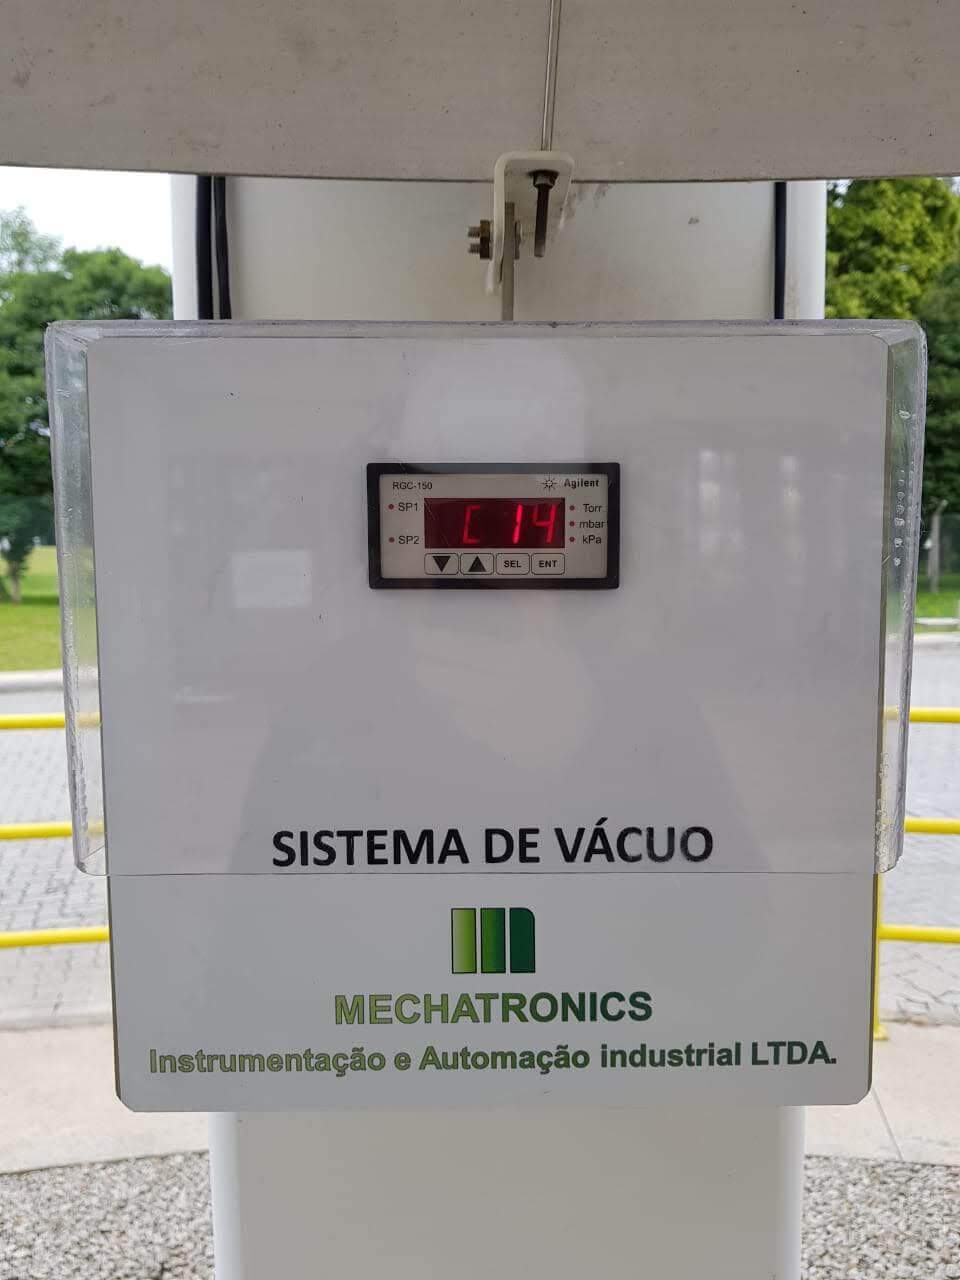 RGC-150
Agilent
SP1
C 14
Torr
mbar
SP2
kPa
SEL
ENT
SISTEMA DE VÁCUO
MECHATRONICS
Instrumentação e Automação industrial LTDA.